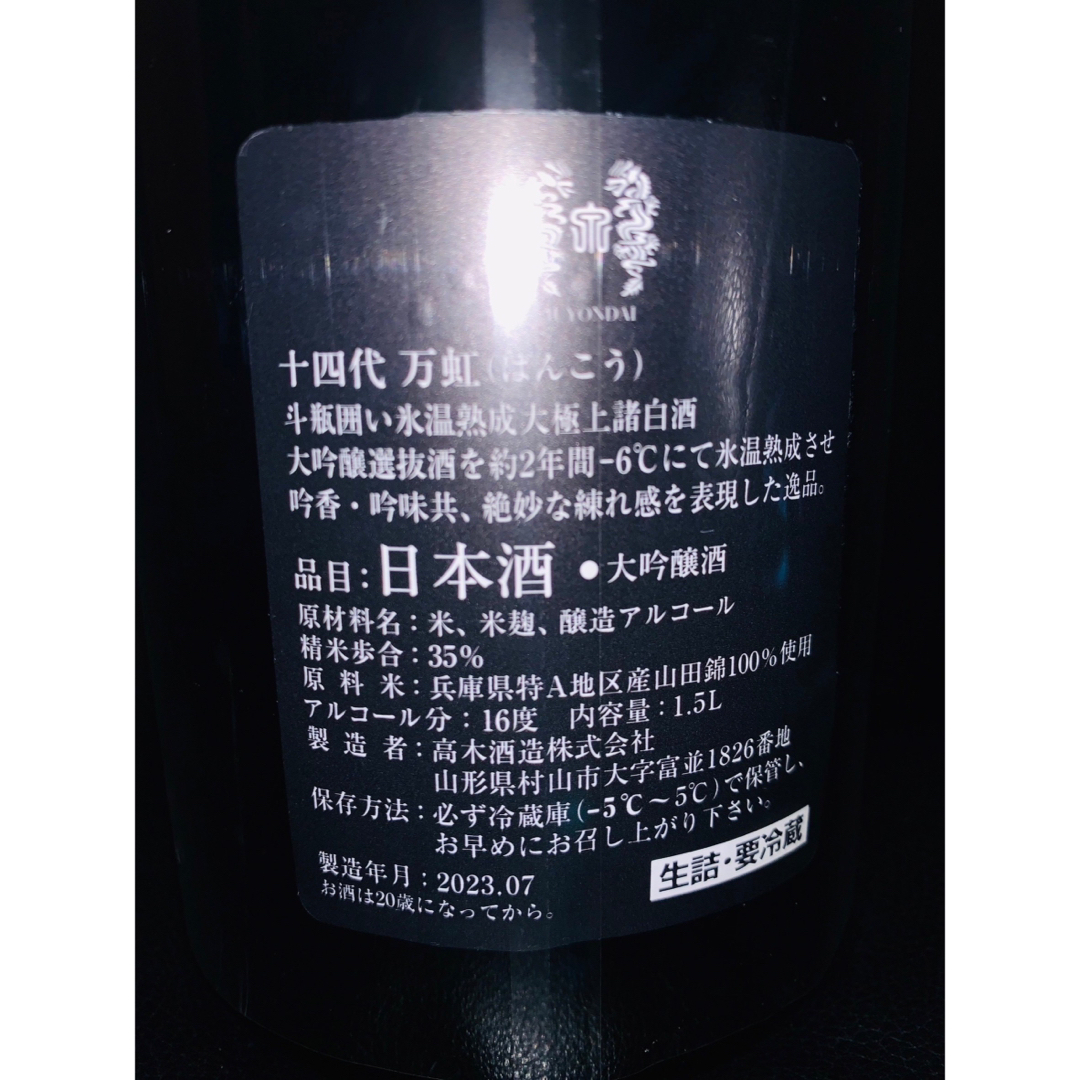 YONDAI
十四代 万虹(ばんこう)
斗瓶囲い氷温熟成 大極上諸白酒
大吟醸選抜酒を約2年間-6℃にて氷温熟成させ
吟香・吟味共、絶妙な練れ感を表現した逸品。
品目:日本酒 ●大吟醸酒
原材料名:米、米麹、醸造アルコール
精米歩合:35%
原料米:兵庫県特A地区産山田錦100%使用
アルコール分:16度 内容量:1.5L
製造者:高木酒造株式会社
山形県村山市大字富並1826番地
保存方法:必ず冷蔵庫(-5℃~5℃)で保管し、
お早めにお召し上がり下さい。
生詰・要冷蔵
製造年月:2023.07
お酒は20歳になってから。